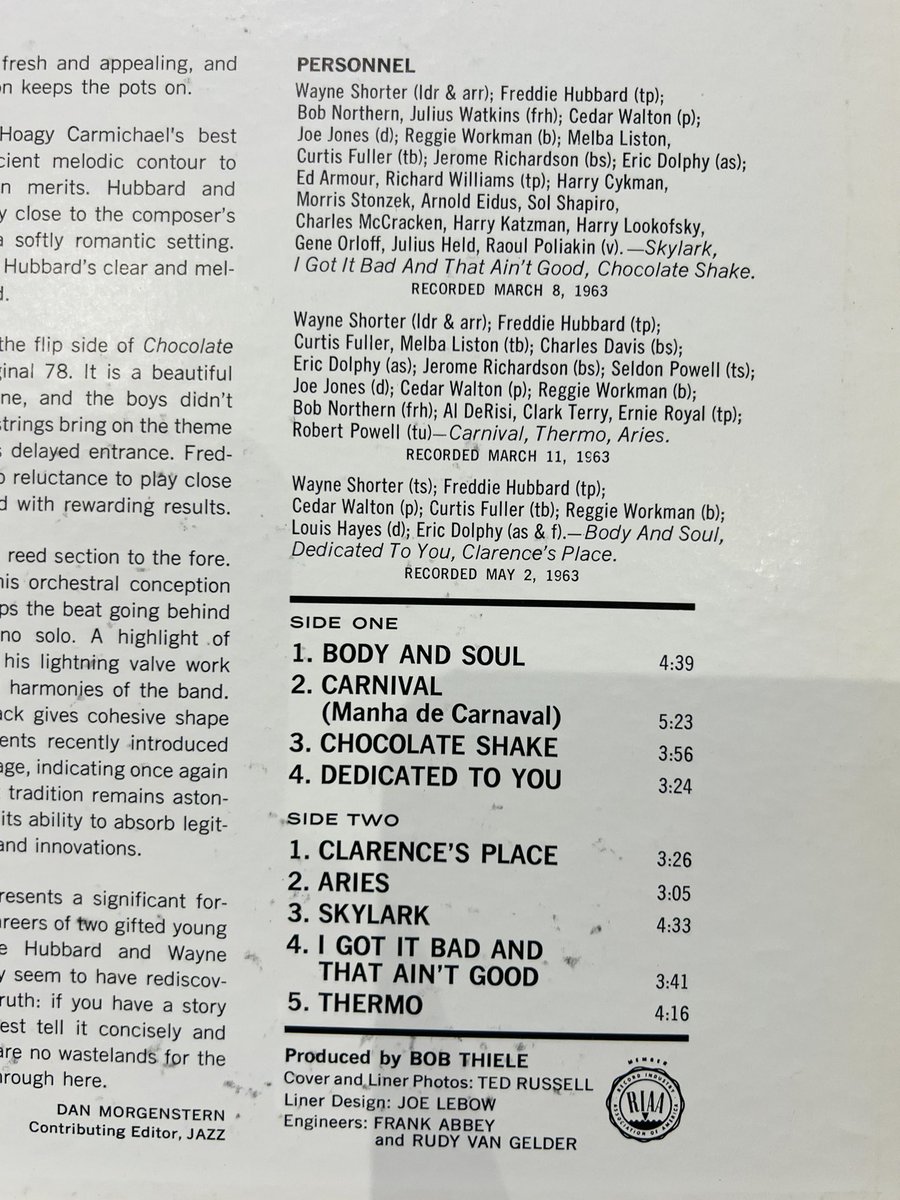 fresh and appealing, and
keeps the pots on.
Hoagy Carmichael's best
melodic contour to
merits. Hubbard and
close to the composer's
a softly romantic setting.
Hubbard's clear and mel-
the flip side of Chocolate
78. It is a beautiful
and the boys didn't
strings bring on the theme
delayed entrance. Fred-
reluctance to play close
with rewarding results.
reed section to the fore.
his orchestral conception
the beat going behind
no solo. A highlight of
his lightning valve work
harmonies of the band.
gives cohesive shape
recently introduced
indicating once again
tradition remains aston-
its ability to absorb legit-
and innovations.
a significant for-
of two gifted young
Hubbard and Wayne
seem to have rediscov-
if you have a story
tell it concisely and
are no wastelands for the
through here.
DAN MORGENSTERN
Contributing Editor, JAZZ
PERSONNEL
Wayne Shorter (ldr & arr); Freddie Hubbard (tp);
Bob Northern, Julius Watkins (frh); Cedar Walton (p);
Joe Jones (d); Reggie Workman (b); Melba Liston,
Curtis Fuller (tb); Jerome Richardson (bs); Eric Dolphy (as);
Ed Armour, Richard Williams (tp); Harry Cykman,
Morris Stonzek, Arnold Eidus, Sol Shapiro,
Charles McCracken, Harry Katzman, Harry Lookofsky,
Gene Orloff, Julius Held, Raoul Poliakin (v).—Skylark,
I Got It Bad And That Ain't Good, Chocolate Shake.
RECORDED MARCH 8, 1963
Wayne Shorter (ldr & arr); Freddie Hubbard (tp);
Curtis Fuller, Melba Liston (tb); Charles Davis (bs);
Eric Dolphy (as); Jerome Richardson (bs); Seldon Powell (ts);
Joe Jones (d); Cedar Walton (p); Reggie Workman (b);
Bob Northern (frh); Al DeRisi, Clark Terry, Ernie Royal (tp);
Robert Powell (tu)—Carnival, Thermo, Aries.
RECORDED MARCH 11, 1963
Wayne Shorter (ts); Freddie Hubbard (tp);
Cedar Walton (p); Curtis Fuller (tb); Reggie Workman (b);
Louis Hayes (d); Eric Dolphy (as & f).—Body And Soul,
Dedicated To You, Clarence's Place.
RECORDED MAY 2, 1963
SIDE ONE
1. BODY AND SOUL 4:39
2. CARNIVAL
(Manha de Carnaval) 5:23
3. CHOCOLATE SHAKE 3:56
4. DEDICATED TO YOU 3:24
SIDE TWO
1. CLARENCE'S PLACE 3:26
2. ARIES 3:05
3. SKYLARK 4:33
4. I GOT IT BAD AND
THAT AIN'T GOOD 3:41
5. THERMO 4:16
Produced by BOB THIELE
Cover and Liner Photos: TED RUSSELL
Liner Design: JOE LEBOW
Engineers: FRANK ABBEY
and RUDY VAN GELDER
MEMBER
RECORD INDUSTRY
RIAA
ASSOCIATION OF AMERICA